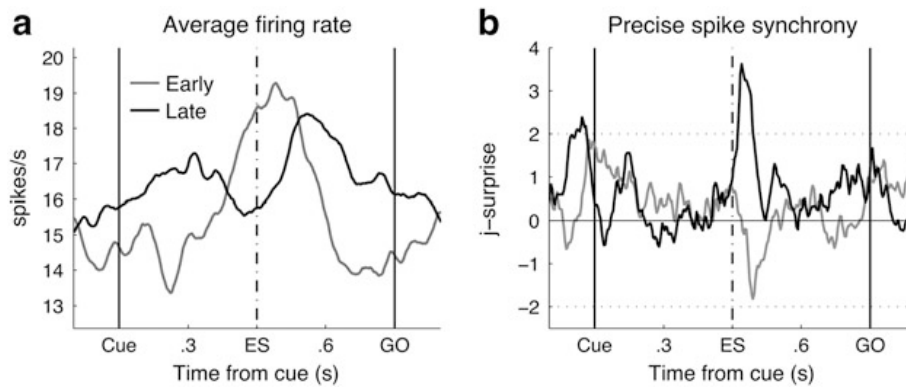 a
Average firing rate
20
19
18
17
16
15
14
13
spikes/s
Early
Late
Cue
.3
ES
.6
GO
Time from cue (s)
b
Precise spike synchrony
4
3
2
1
0
−1
−2
j−surprise
Cue
.3
ES
.6
GO
Time from cue (s)